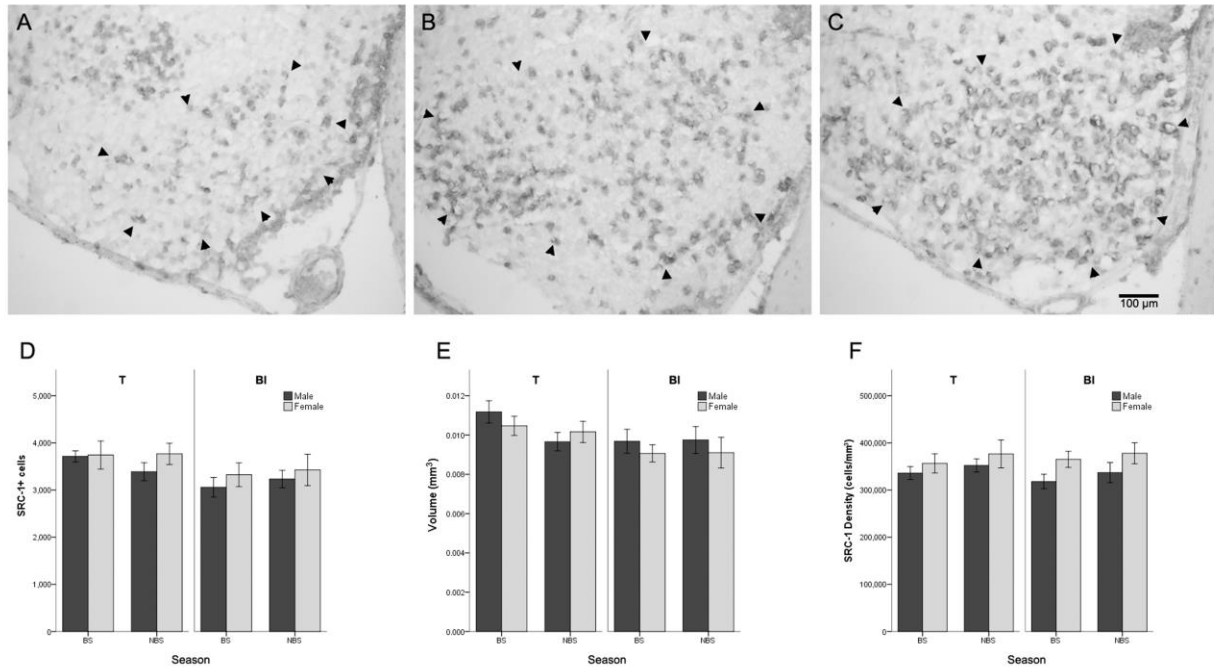 A
B
C
100 µm
D
T
BI
Male
Female
5,000
4,000
3,000
2,000
1,000
0
SRC-1+ cells
BS
NBS
BS
NBS
Season
E
T
BI
Male
Female
0.012
0.010
0.008
0.006
0.004
0.002
0.000
Volume (mm³)
BS
NBS
BS
NBS
Season
F
T
BI
Male
Female
500,000
400,000
300,000
200,000
100,000
0
SRC-1 Density (cells/mm³)
BS
NBS
BS
NBS
Season